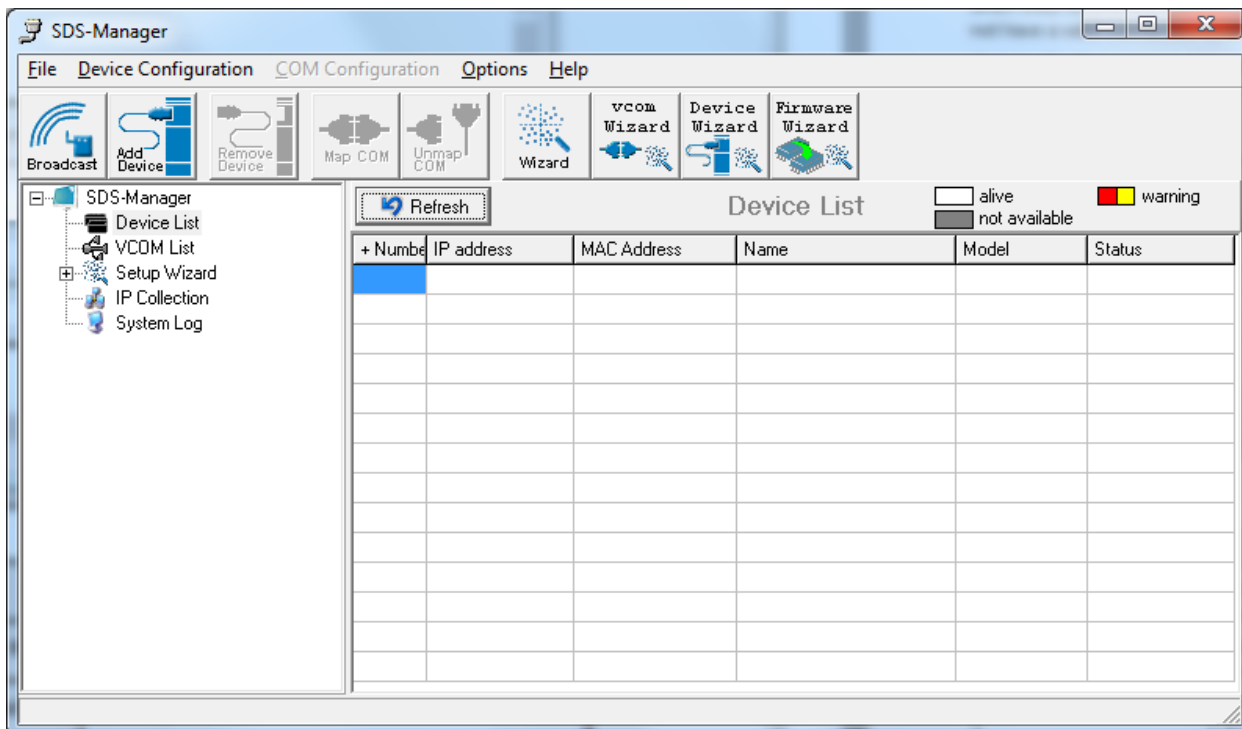 SDS-Manager
File Device Configuration COM Configuration Options Help
Broadcast
Add Device
Remove Device
Map COM
Unmap COM
Wizard
vcom Wizard
Device Wizard
Firmware Wizard
SDS-Manager
Device List
VCOM List
Setup Wizard
IP Collection
System Log
Refresh
Device List
alive
not available
warning
+ Numbe IP address MAC Address Name Model Status